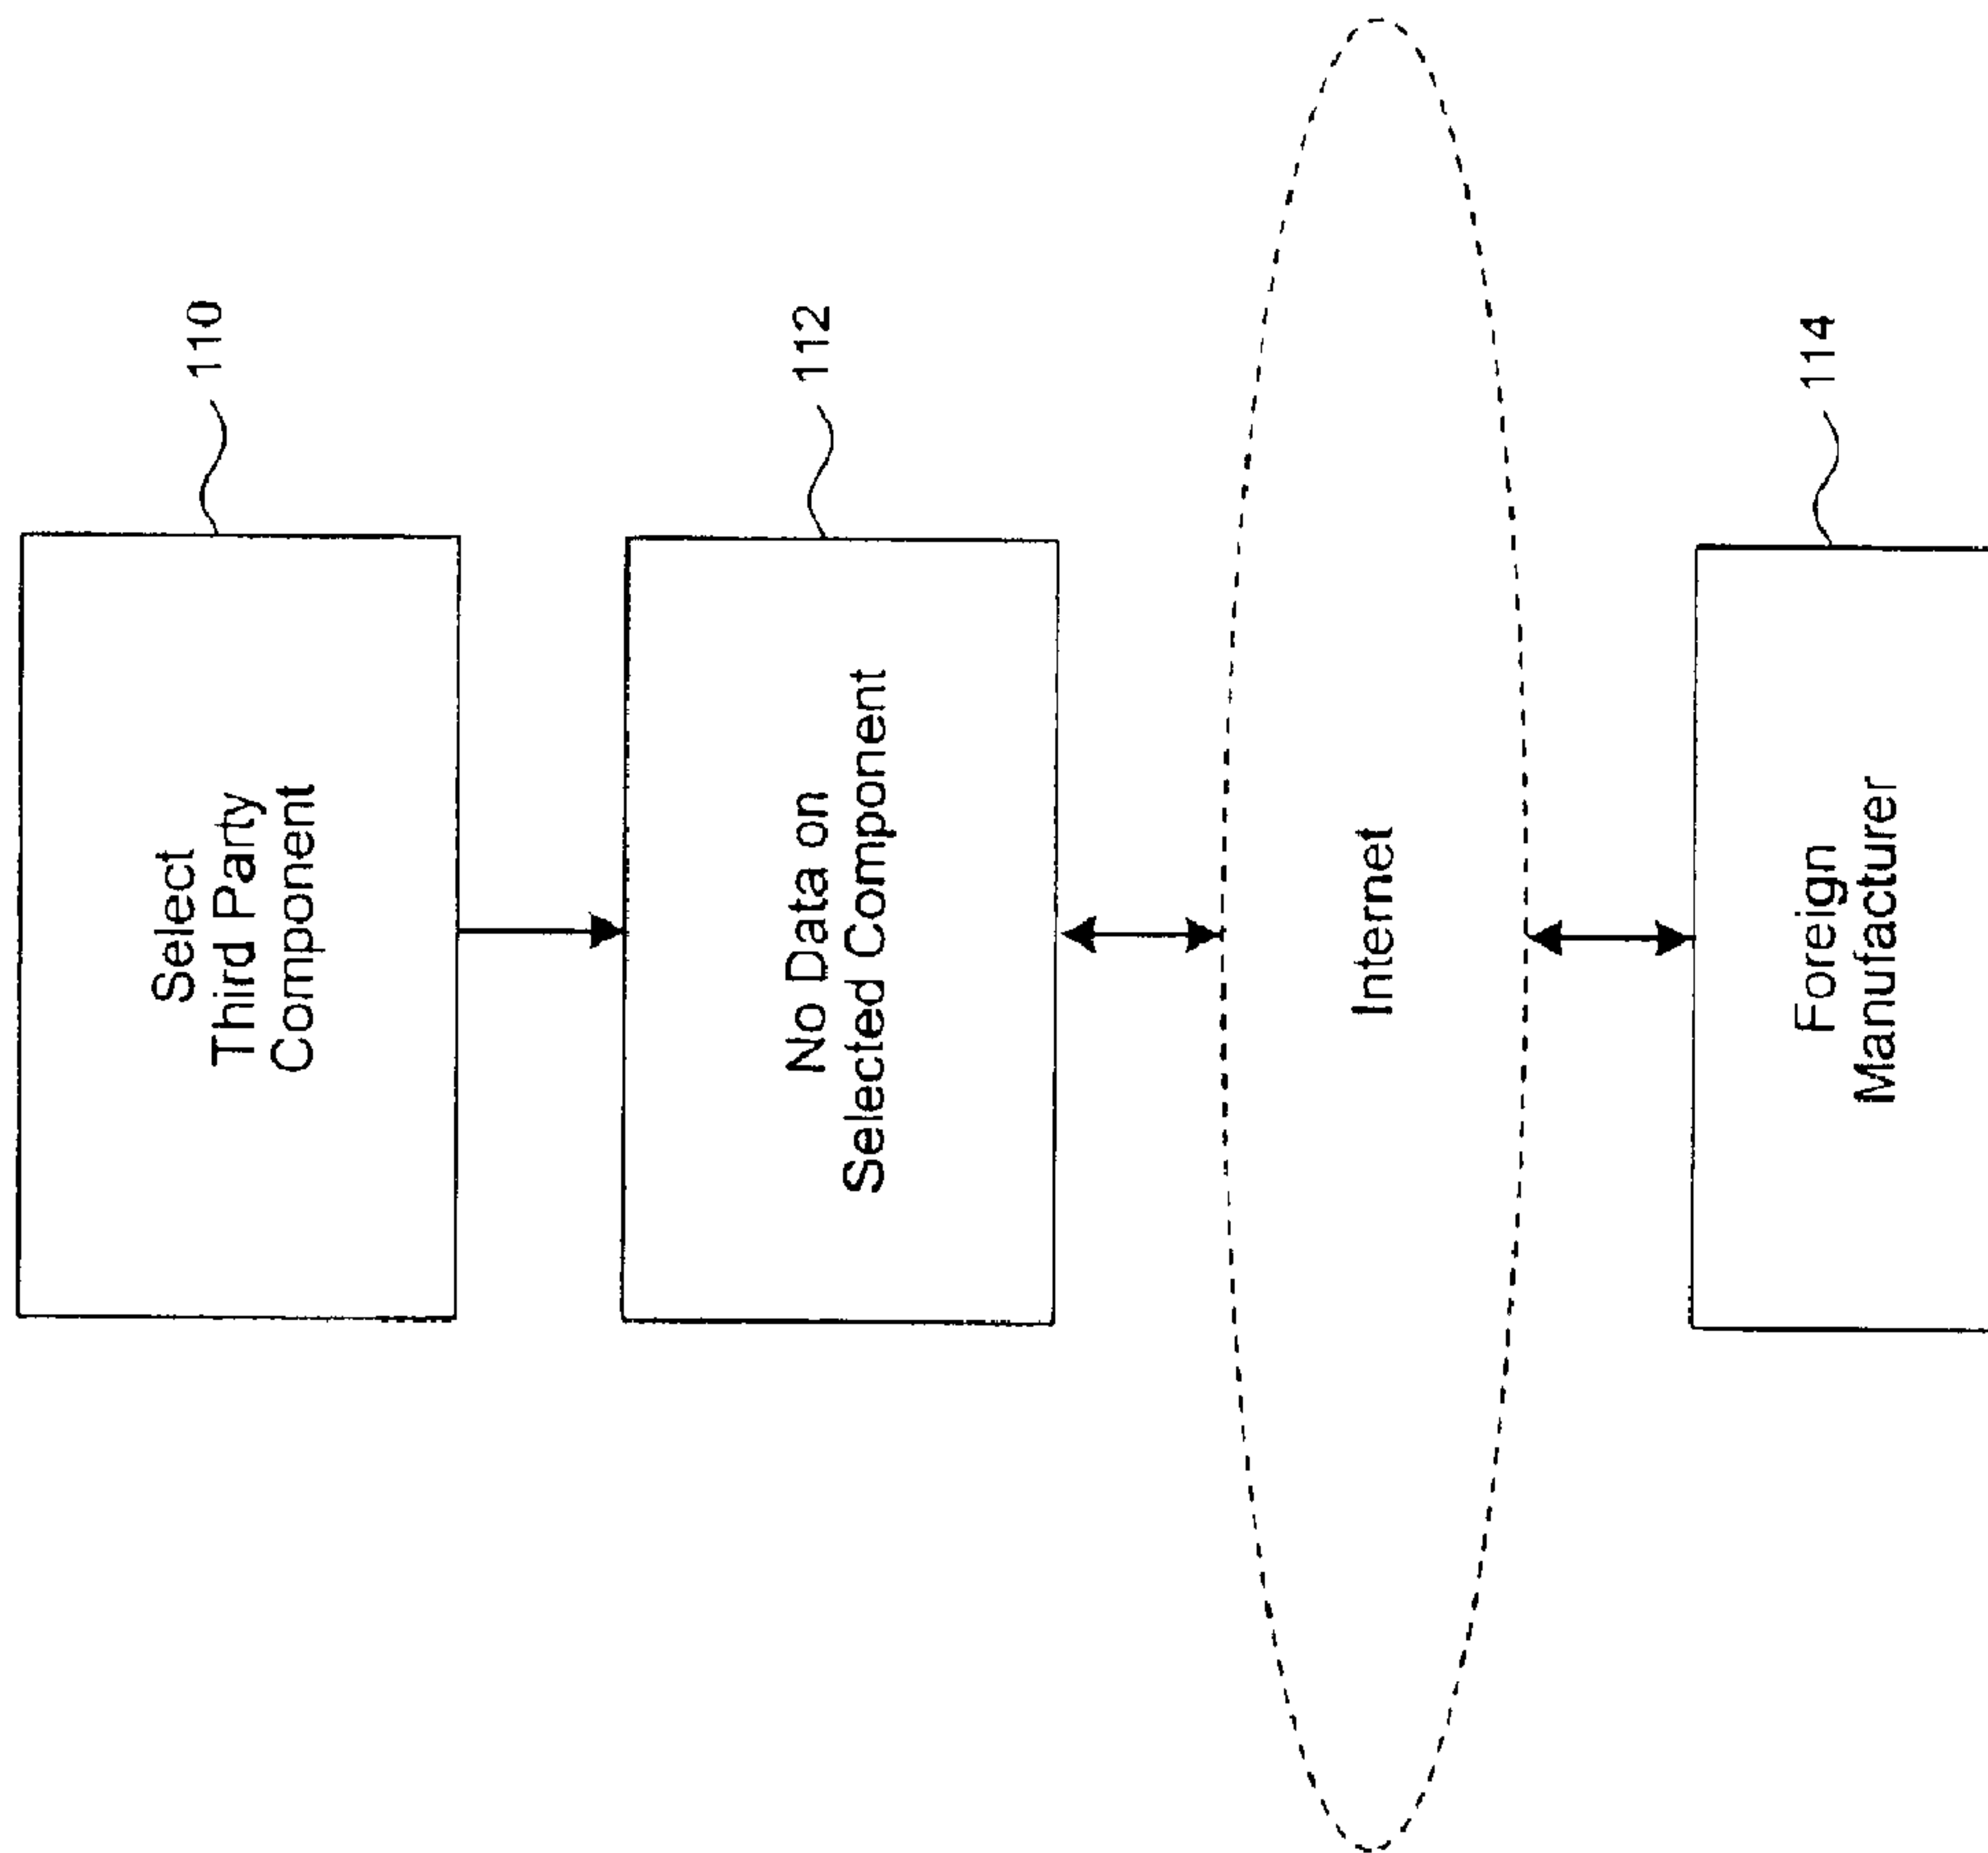 Select
Third Party
Component
110
No Data on
Selected Component
112
Internet
Foreign
Manufacturer
114